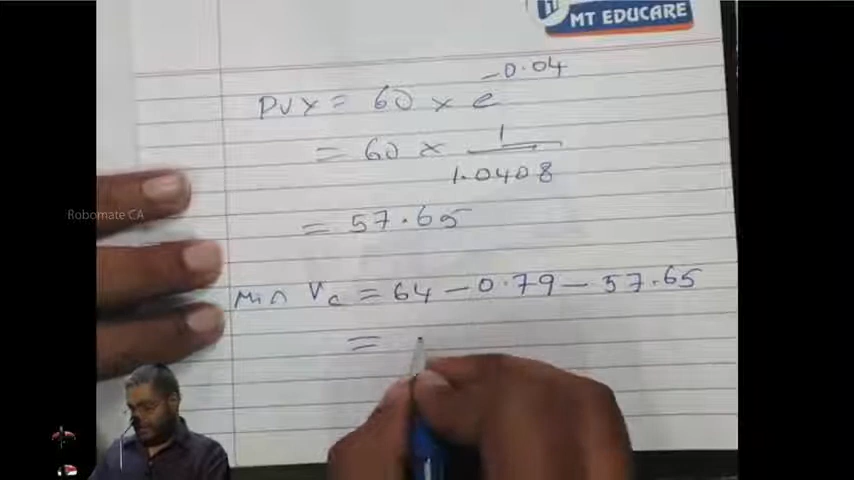 MT EDUCARE
PV X = 60 × e^-0.04
= 60 × 1/1.0408
Robomate CA
= 57.65
Min Vc = 64 - 0.79 - 57.65
=